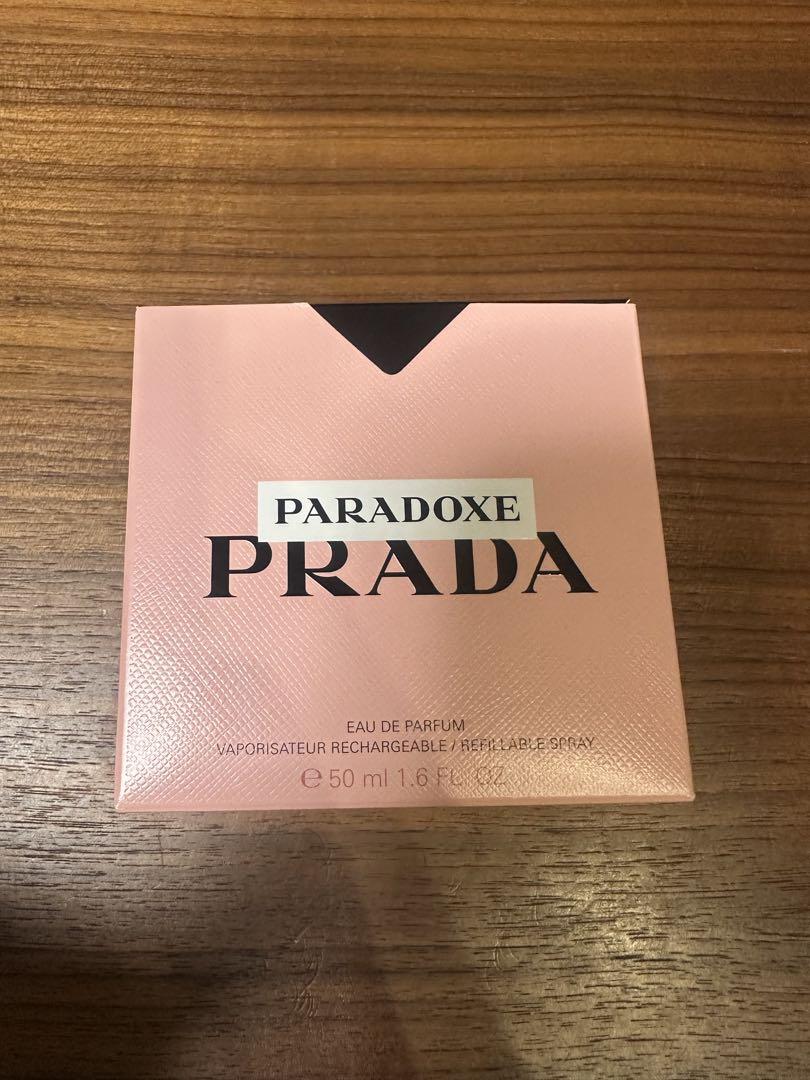 PARADOXE
PRADA
EAU DE PARFUM
VAPORISATEUR RECHARGEABLE / REFILLABLE SPRAY
℮ 50 ml 1.6 FL. OZ.